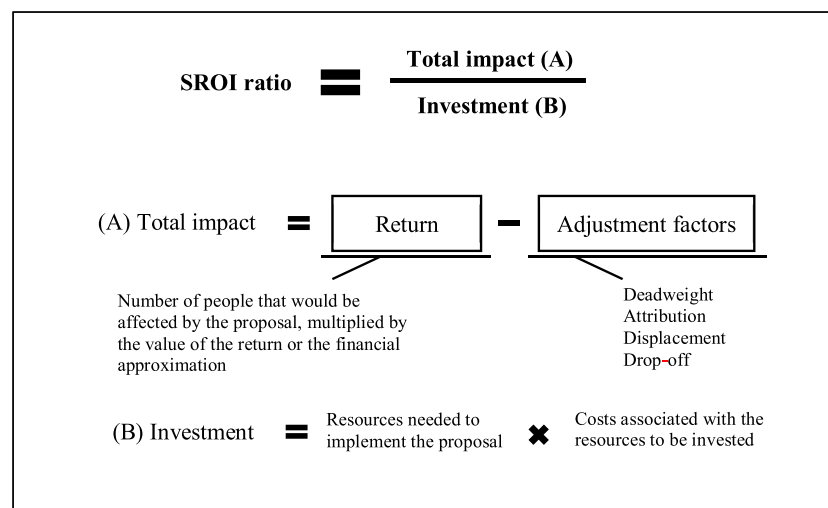 Total impact (A)
SROI ratio =
Investment (B)
(A) Total impact = Return - Adjustment factors
Number of people that would be
affected by the proposal, multiplied by
the value of the return or the financial
approximation
Deadweight
Attribution
Displacement
Drop-off
(B) Investment =
Resources needed to
implement the proposal
×
Costs associated with the
resources to be invested